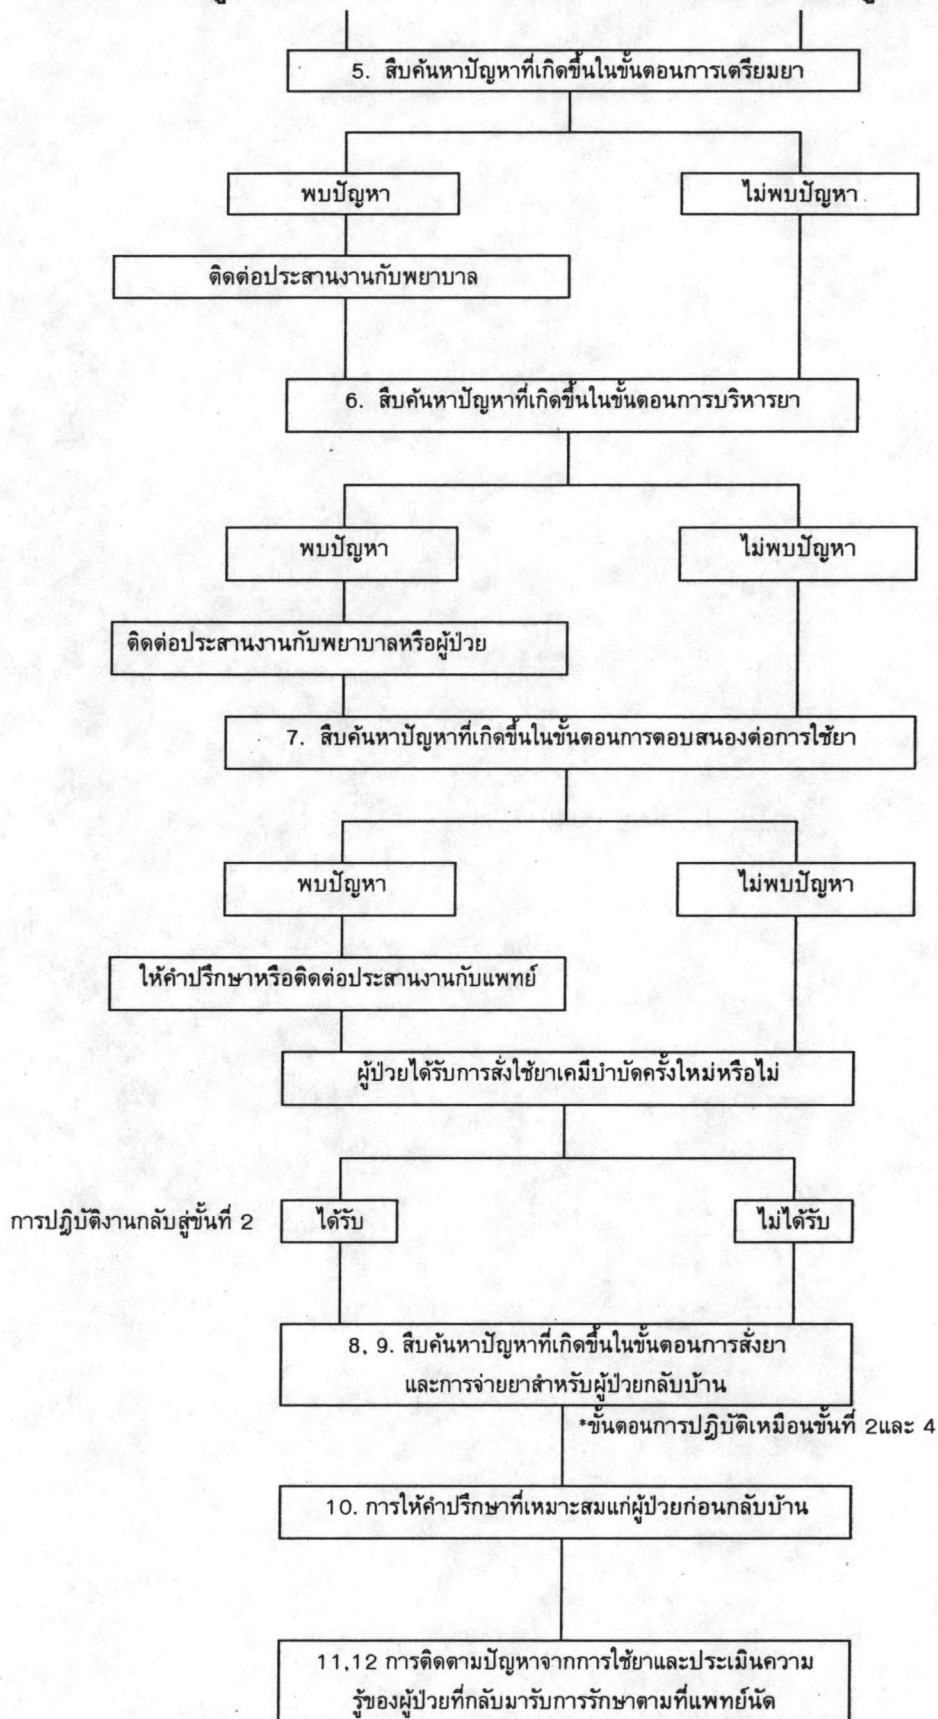 5. สืบค้นหาปัญหาที่เกิดขึ้นในขั้นตอนการเตรียมยา
พบปัญหา
ไม่พบปัญหา
ติดต่อประสานงานกับพยาบาล
6. สืบค้นหาปัญหาที่เกิดขึ้นในขั้นตอนการบริหารยา
พบปัญหา
ไม่พบปัญหา
ติดต่อประสานงานกับพยาบาลหรือผู้ป่วย
7. สืบค้นหาปัญหาที่เกิดขึ้นในขั้นตอนการตอบสนองต่อการใช้ยา
พบปัญหา
ไม่พบปัญหา
ให้คำปรึกษาหรือติดต่อประสานงานกับแพทย์
ผู้ป่วยได้รับการสั่งใช้ยาเคมีบำบัดครั้งใหม่หรือไม่
การปฏิบัติงานกลับสู่ขั้นที่ 2
ได้รับ
ไม่ได้รับ
8, 9. สืบค้นหาปัญหาที่เกิดขึ้นในขั้นตอนการสั่งยา
และการจ่ายยาสำหรับผู้ป่วยกลับบ้าน
*ขั้นตอนการปฏิบัติเหมือนขั้นที่ 2และ 4
10. การให้คำปรึกษาที่เหมาะสมแก่ผู้ป่วยก่อนกลับบ้าน
11,12 การติดตามปัญหาจากการใช้ยาและประเมินความ
รู้ของผู้ป่วยที่กลับมารับการรักษาตามที่แพทย์นัด